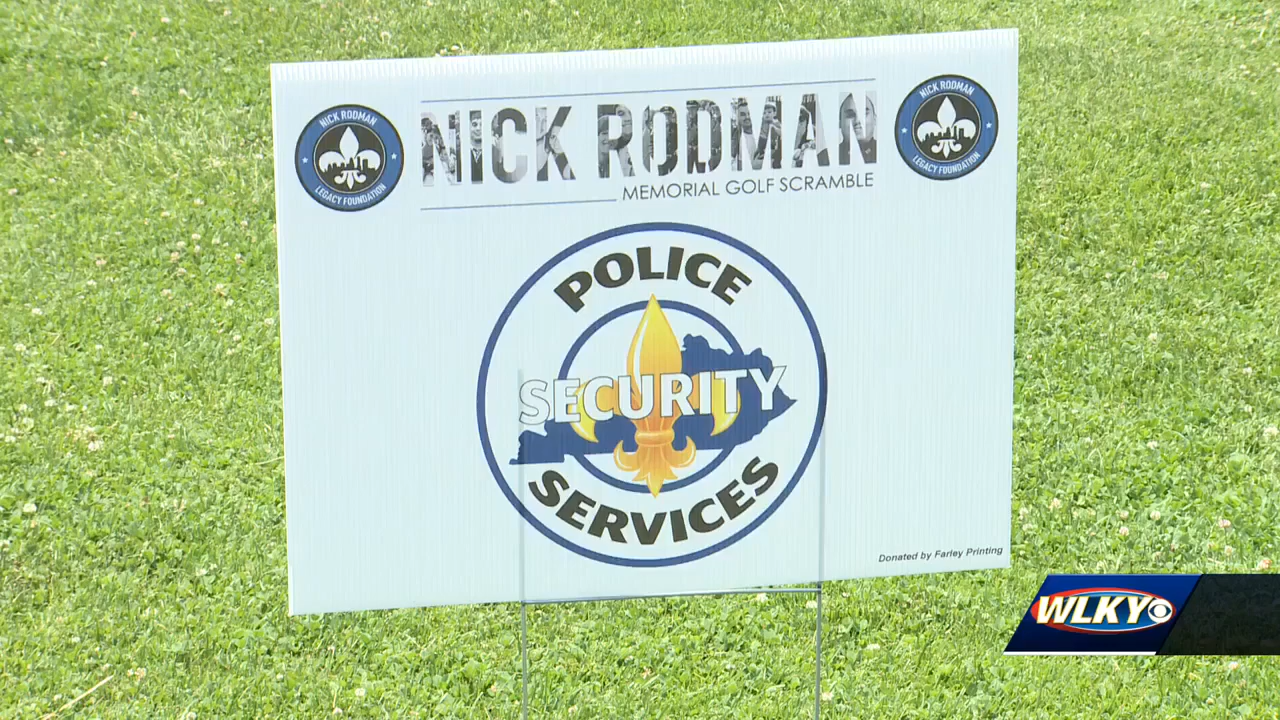 NICK RODMAN
LEGACY FOUNDATION
NICK RODMAN
MEMORIAL GOLF SCRAMBLE
NICK RODMAN
LEGACY FOUNDATION
POLICE
SECURITY
SERVICES
Donated by Farley Printing
WLKY